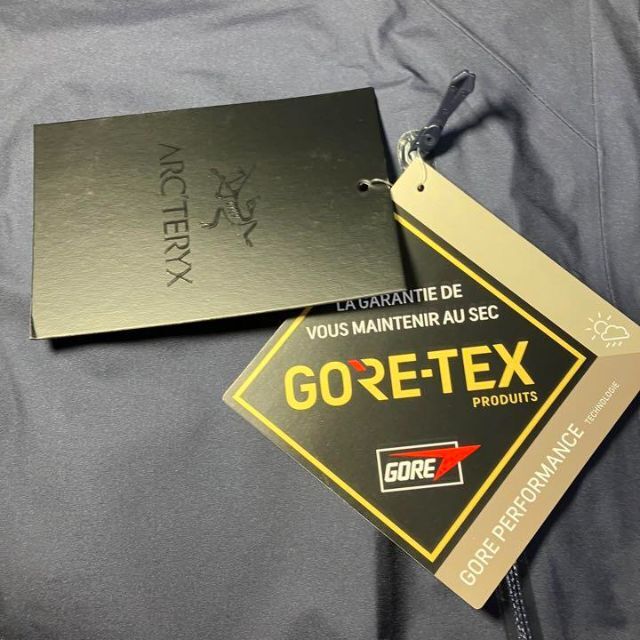 ARC'TERYX
LA GARANTIE DE
VOUS MAINTENIR AU SEC
GORE-TEX
PRODUITS
GORE
GORE PERFORMANCE
TECHNOLOGIE